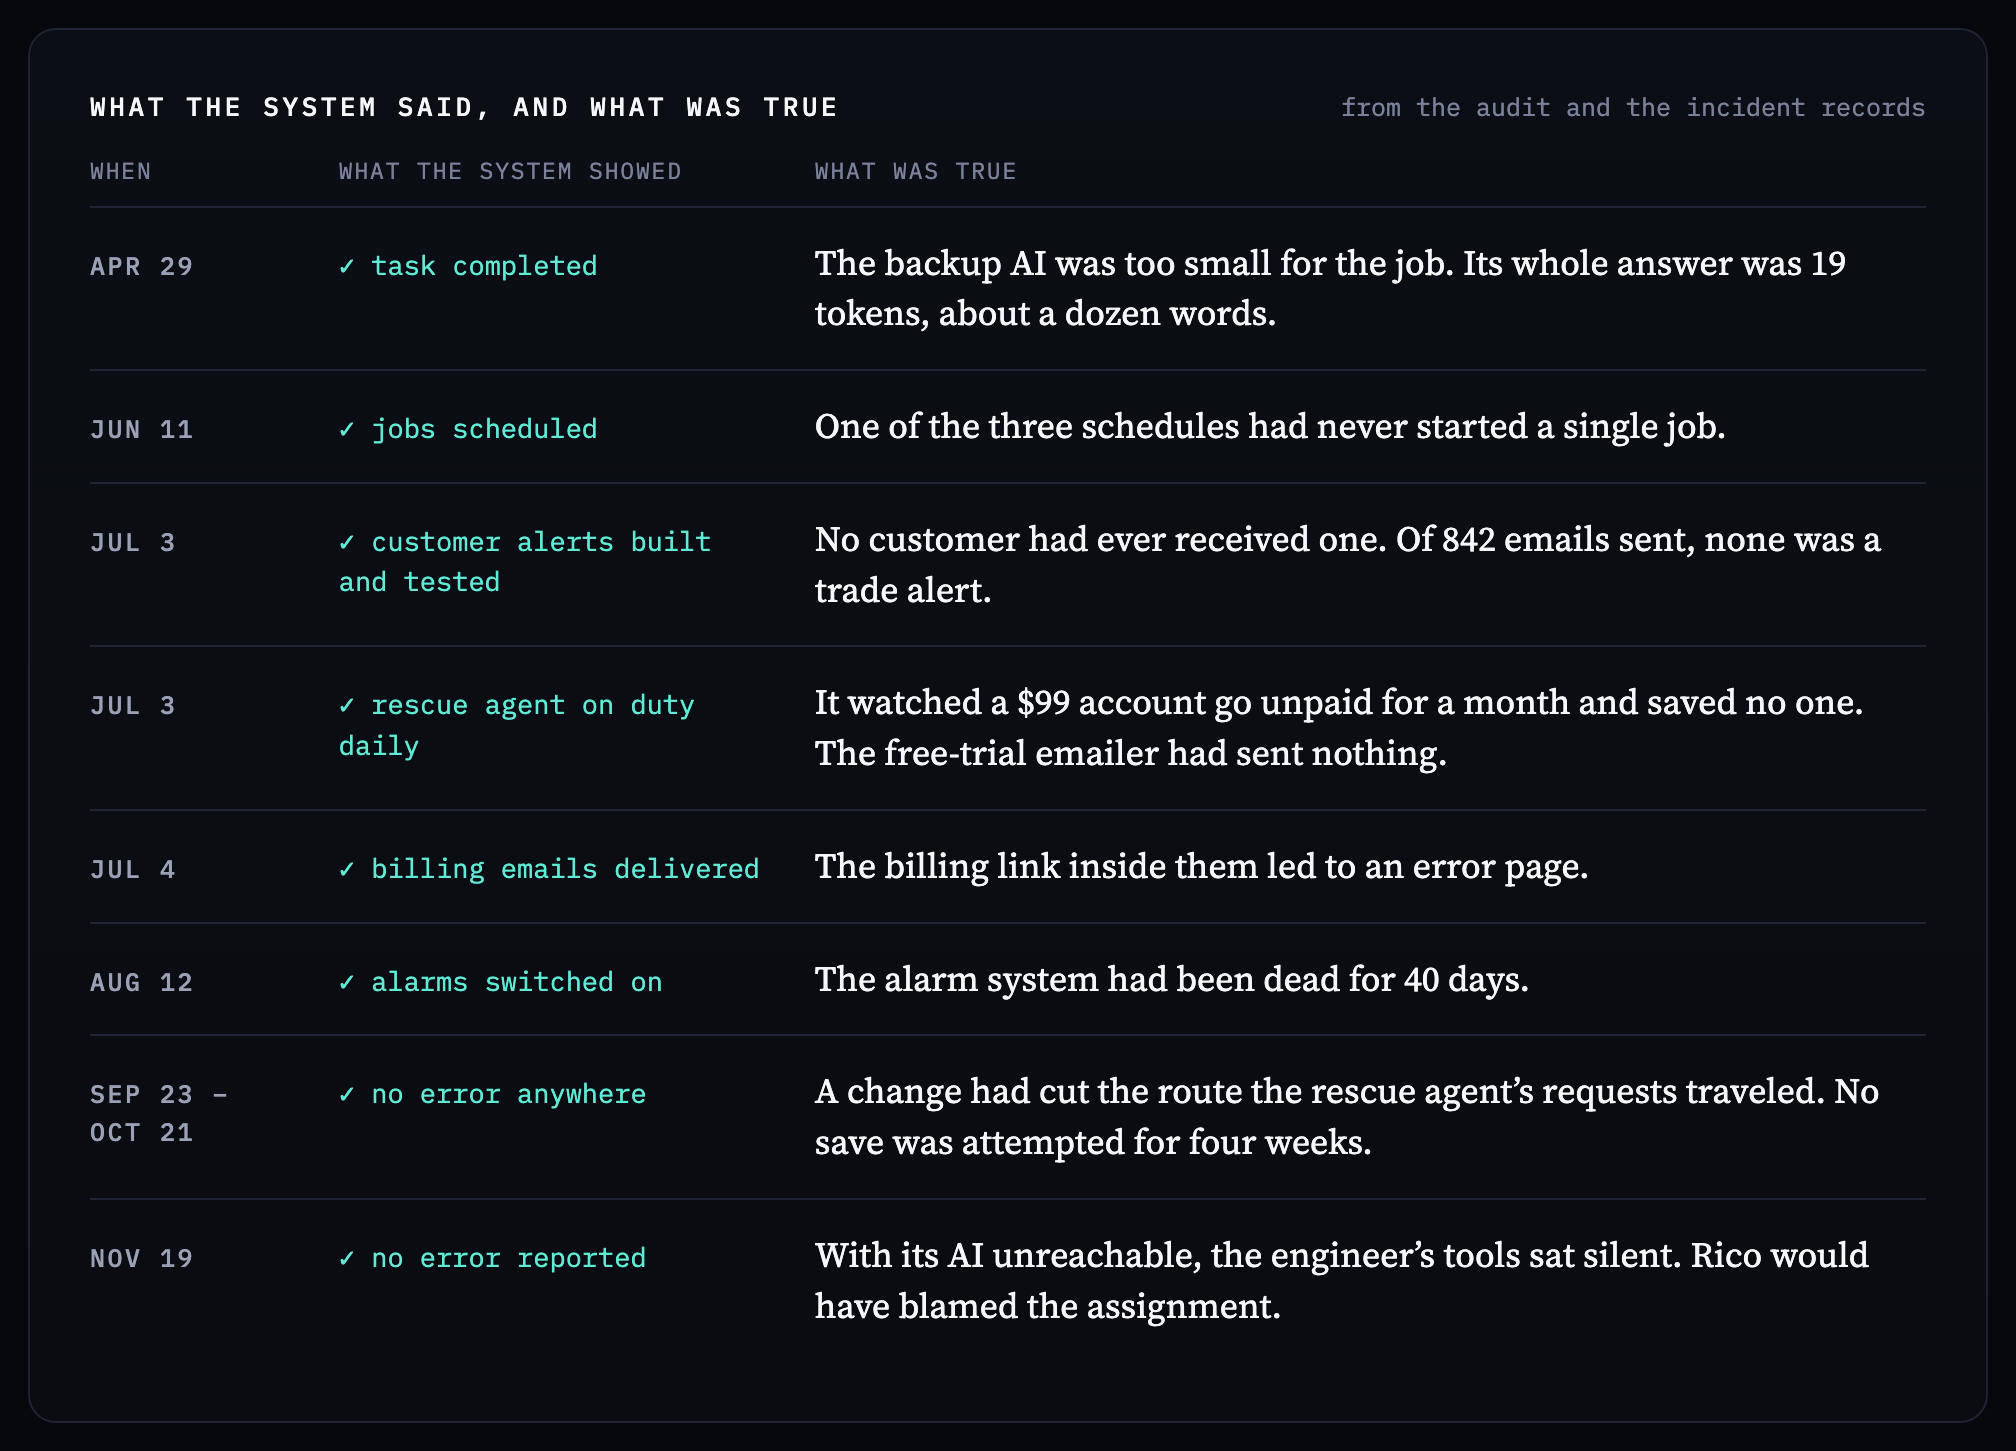 WHAT THE SYSTEM SAID, AND WHAT WAS TRUE
from the audit and the incident records
WHEN
WHAT THE SYSTEM SHOWED
WHAT WAS TRUE
APR 29
✓ task completed
The backup AI was too small for the job. Its whole answer was 19
tokens, about a dozen words.
JUN 11
✓ jobs scheduled
One of the three schedules had never started a single job.
JUL 3
✓ customer alerts built
and tested
No customer had ever received one. Of 842 emails sent, none was a
trade alert.
JUL 3
✓ rescue agent on duty
daily
It watched a $99 account go unpaid for a month and saved no one.
The free-trial emailer had sent nothing.
JUL 4
✓ billing emails delivered
The billing link inside them led to an error page.
AUG 12
✓ alarms switched on
The alarm system had been dead for 40 days.
SEP 23 –
OCT 21
✓ no error anywhere
A change had cut the route the rescue agent’s requests traveled. No
save was attempted for four weeks.
NOV 19
✓ no error reported
With its AI unreachable, the engineer’s tools sat silent. Rico would
have blamed the assignment.